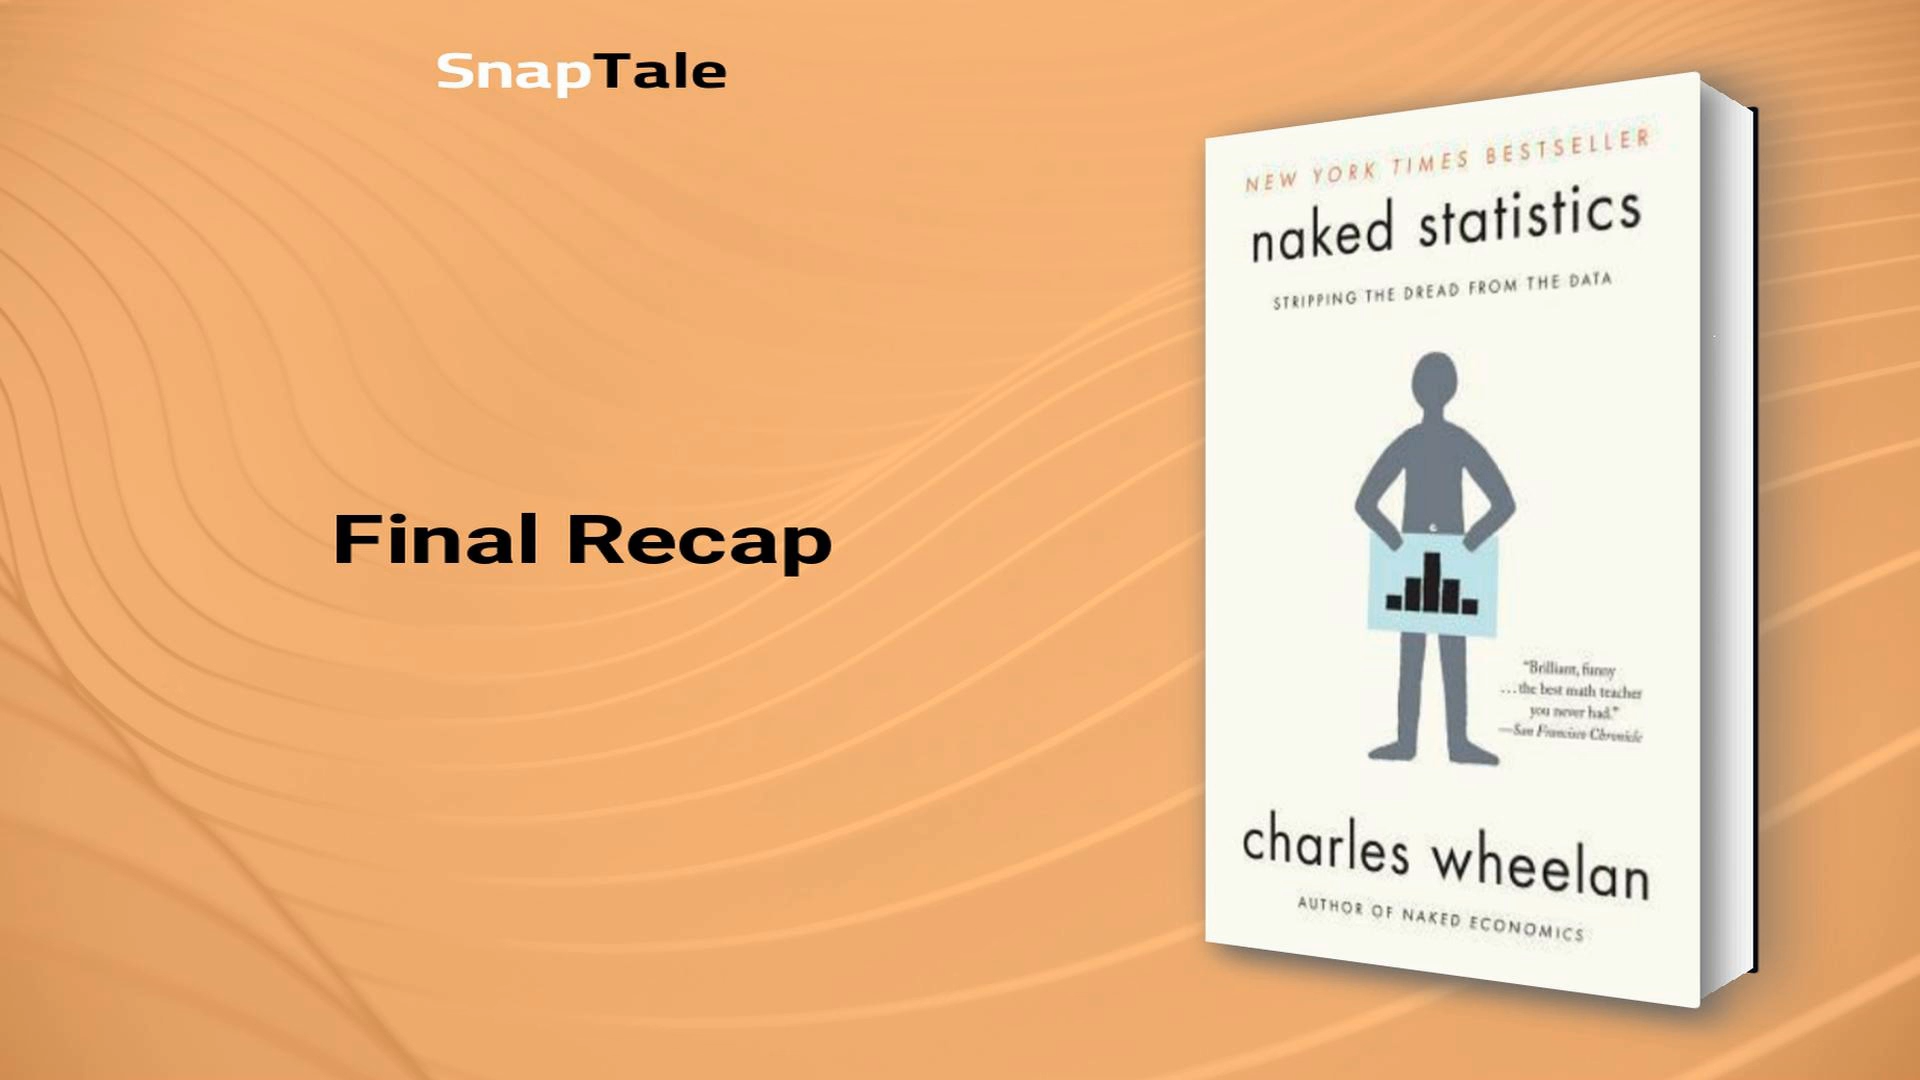 SnapTale
Final Recap
NEW YORK TIMES BESTSELLER
naked statistics
STRIPPING THE DREAD FROM THE DATA
"Brilliant, funny
...the best math teacher
you never had."
—San Francisco Chronicle
charles wheelan
AUTHOR OF NAKED ECONOMICS